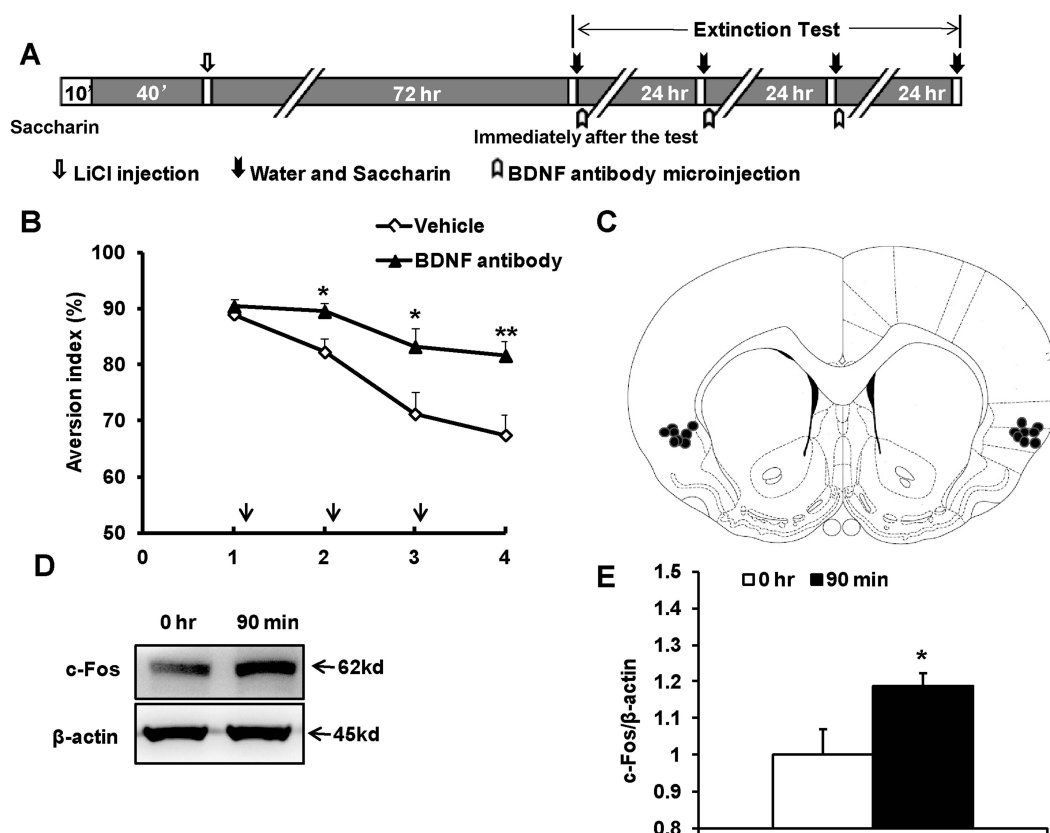 Extinction Test
A
10'
40'
72 hr
24 hr
24 hr
24 hr
Saccharin
Immediately after the test
LiCl injection
Water and Saccharin
BDNF antibody microinjection
B
Vehicle
BDNF antibody
Aversion index (%)
100
90
80
70
60
50
0
1
2
3
4
*
*
**
C
D
0 hr
90 min
c-Fos
62kd
β-actin
45kd
E
0 hr
90 min
c-Fos/β-actin
1.5
1.4
1.3
1.2
1.1
1
0.9
0.8
*